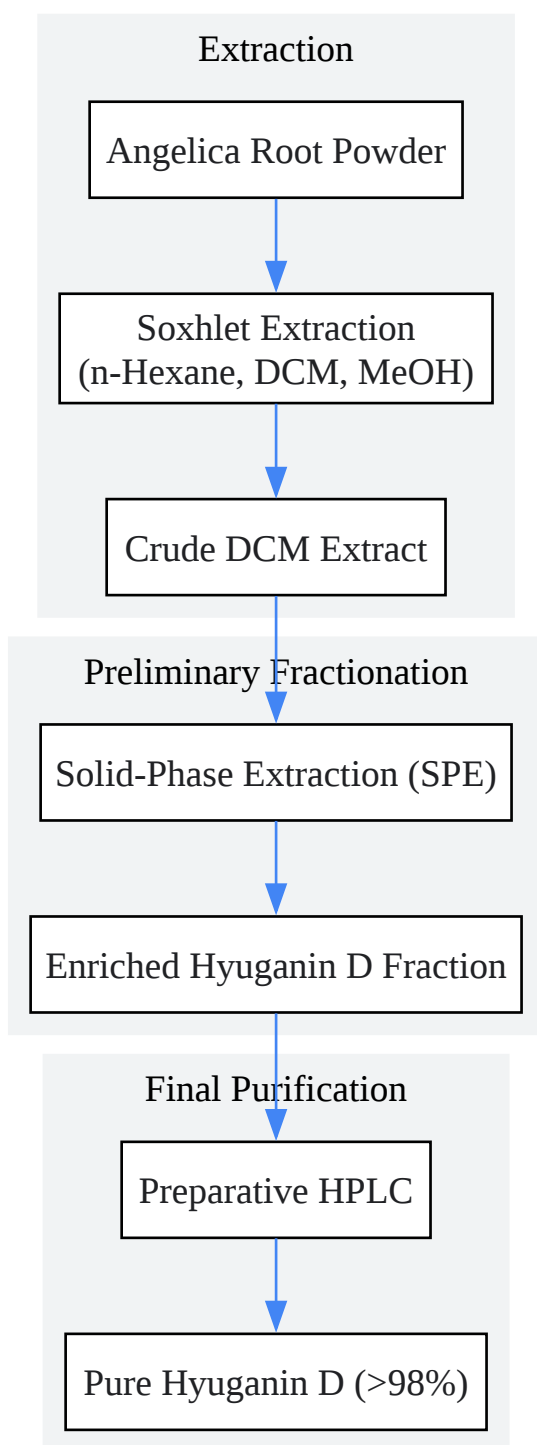 Extraction
Angelica Root Powder
Soxhlet Extraction
(n-Hexane, DCM, MeOH)
Crude DCM Extract
Preliminary Fractionation
Solid-Phase Extraction (SPE)
Enriched Hyuganin D Fraction
Final Purification
Preparative HPLC
Pure Hyuganin D (>98%)